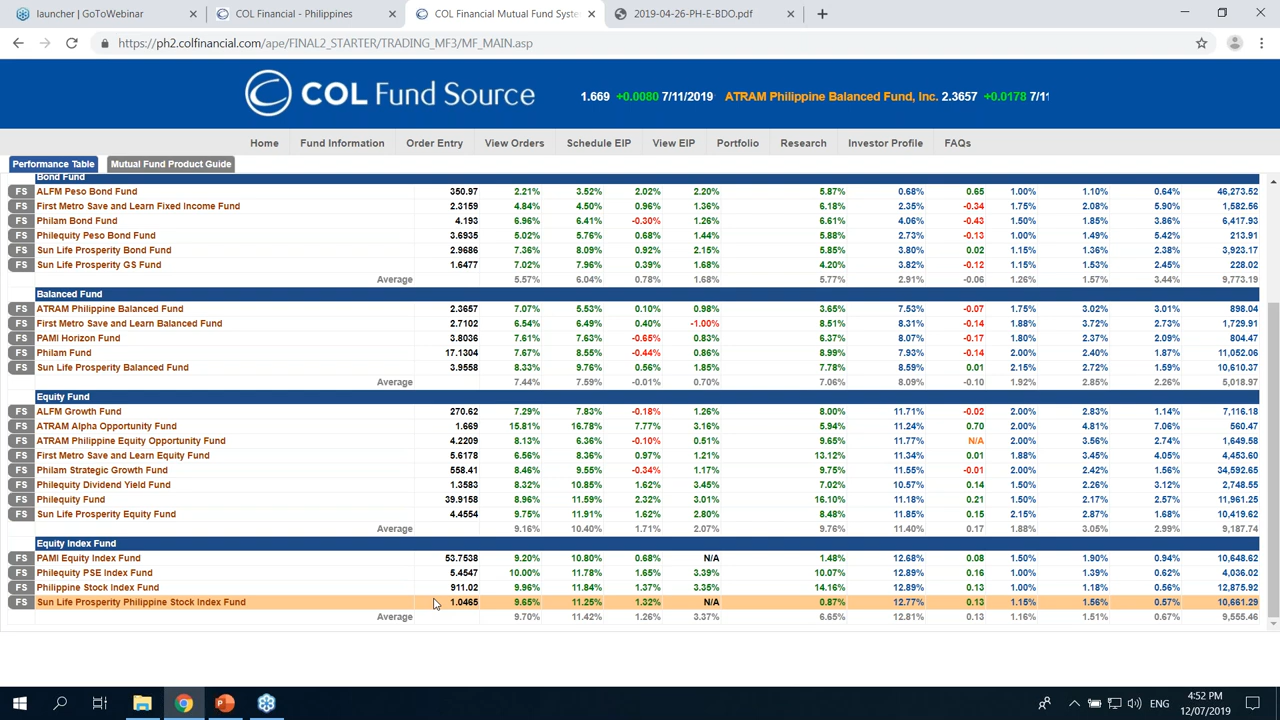 launcher | GoToWebinar
COL Financial - Philippines
COL Financial Mutual Fund Syste
2019-04-26-PH-E-BDO.pdf
https://ph2.colfinancial.com/ape/FINAL2_STARTER/TRADING_MF3/MF_MAIN.asp
COL Fund Source
1.669 +0.0080 7/11/2019 ATRAM Philippine Balanced Fund, Inc. 2.3657 +0.0178 7/11
Home Fund Information Order Entry View Orders Schedule EIP View EIP Portfolio Research Investor Profile FAQs
Performance Table Mutual Fund Product Guide
Bond Fund
FS ALFM Peso Bond Fund 350.97 2.21% 3.52% 2.02% 2.20% 5.87% 0.68% 0.65 1.00% 1.10% 0.64% 46,273.52
FS First Metro Save and Learn Fixed Income Fund 2.3159 4.84% 4.50% 0.96% 1.36% 6.18% 2.35% -0.34 1.75% 2.08% 5.90% 1,582.56
FS Philam Bond Fund 4.193 6.96% 6.41% -0.30% 1.26% 6.61% 4.06% -0.43 1.50% 1.85% 3.86% 6,417.93
FS Philequity Peso Bond Fund 3.6935 5.02% 5.76% 0.68% 1.44% 5.88% 2.73% -0.13 1.00% 1.49% 5.42% 213.91
FS Sun Life Prosperity Bond Fund 2.9686 7.36% 8.09% 0.92% 2.15% 5.85% 3.80% 0.02 1.15% 1.36% 2.38% 3,923.17
FS Sun Life Prosperity GS Fund 1.6477 7.02% 7.96% 0.39% 1.68% 4.20% 3.82% -0.12 1.15% 1.53% 2.45% 228.02
Average 5.57% 6.04% 0.78% 1.68% 5.77% 2.91% -0.06 1.26% 1.57% 3.44% 9,773.19
Balanced Fund
FS ATRAM Philippine Balanced Fund 2.3657 7.07% 5.53% 0.10% 0.98% 3.65% 7.53% -0.07 1.75% 3.02% 3.01% 898.04
FS First Metro Save and Learn Balanced Fund 2.7102 6.54% 6.49% 0.40% -1.00% 8.51% 8.31% -0.14 1.88% 3.72% 2.73% 1,729.91
FS PAMI Horizon Fund 3.8036 7.61% 7.63% -0.65% 0.83% 6.37% 8.07% -0.17 1.75% 2.37% 2.09% 804.47
FS Philam Fund 17.1304 7.67% 8.55% -0.44% 0.86% 8.99% 7.93% -0.14 2.00% 2.40% 1.87% 11,052.06
FS Sun Life Prosperity Balanced Fund 3.9558 8.33% 9.76% 0.56% 1.85% 7.78% 8.59% 0.01 2.15% 2.72% 1.59% 10,610.37
Average 7.44% 7.59% -0.01% 0.70% 7.06% 8.09% -0.10 1.92% 2.85% 2.26% 5,018.97
Equity Fund
FS ALFM Growth Fund 270.62 7.29% 7.83% -0.18% 1.26% 8.00% 11.71% -0.02 2.00% 2.83% 1.14% 7,116.18
FS ATRAM Alpha Opportunity Fund 1.669 15.81% 16.78% 7.77% 3.16% 5.94% 11.24% 0.70 2.00% 4.81% 7.06% 560.47
FS ATRAM Philippine Equity Opportunity Fund 4.2209 8.13% 6.36% -0.10% 0.51% 9.65% 11.77% N/A 2.00% 3.56% 2.74% 1,649.58
FS First Metro Save and Learn Equity Fund 5.6178 6.56% 8.36% 0.97% 1.21% 13.12% 11.34% 0.01 1.88% 3.45% 4.05% 4,453.60
FS Philam Strategic Growth Fund 558.41 8.46% 9.55% -0.34% 1.17% 9.75% 11.55% -0.01 2.00% 2.42% 1.56% 34,592.65
FS Philequity Dividend Yield Fund 1.3583 8.32% 10.85% 1.62% 3.45% 7.02% 10.57% 0.14 1.50% 2.26% 3.12% 2,748.55
FS Philequity Fund 39.9158 8.96% 11.59% 2.32% 3.01% 16.10% 11.18% 0.21 1.50% 2.17% 2.57% 11,961.25
FS Sun Life Prosperity Equity Fund 4.4554 9.75% 11.91% 1.62% 2.80% 8.48% 11.85% 0.15 2.15% 2.87% 1.68% 10,419.62
Average 9.16% 10.40% 1.71% 2.07% 9.76% 11.40% 0.17 1.88% 3.05% 2.99% 9,187.74
Equity Index Fund
FS PAMI Equity Index Fund 53.7538 9.20% 10.80% 0.68% N/A 1.48% 12.68% 0.08 1.50% 1.90% 0.94% 10,648.62
FS Philequity PSE Index Fund 5.4547 10.00% 11.78% 1.65% 3.39% 10.07% 12.89% 0.16 1.00% 1.39% 0.62% 4,036.02
FS Philippine Stock Index Fund 911.02 9.96% 11.84% 1.37% 3.35% 14.16% 12.89% 0.13 1.00% 1.18% 0.56% 12,875.92
FS Sun Life Prosperity Philippine Stock Index Fund 1.0465 9.65% 11.25% 1.32% N/A 0.87% 12.77% 0.13 1.15% 1.56% 0.57% 10,661.29
Average 9.70% 11.42% 1.26% 3.37% 6.65% 12.81% 0.13 1.16% 1.51% 0.67% 9,555.46
ENG
4:52 PM
12/07/2019